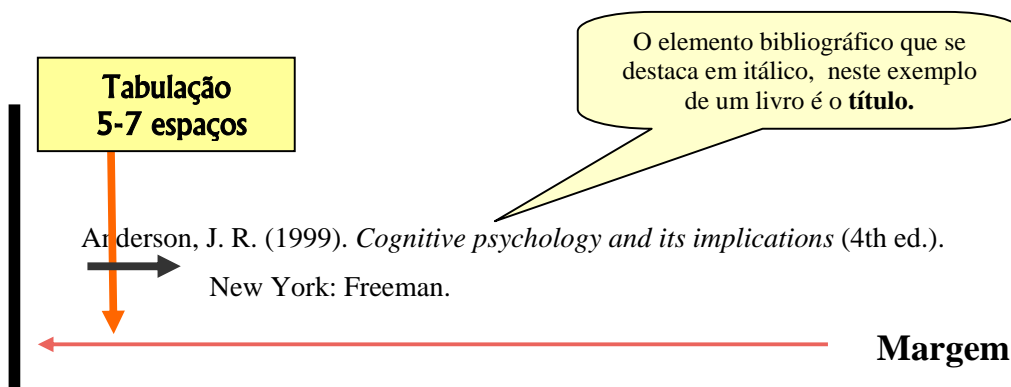 O elemento bibliográfico que se
destaca em itálico, neste exemplo
de um livro é o título.
Tabulação
5-7 espaços
Anderson, J. R. (1999). Cognitive psychology and its implications (4th ed.).
New York: Freeman.
Margem